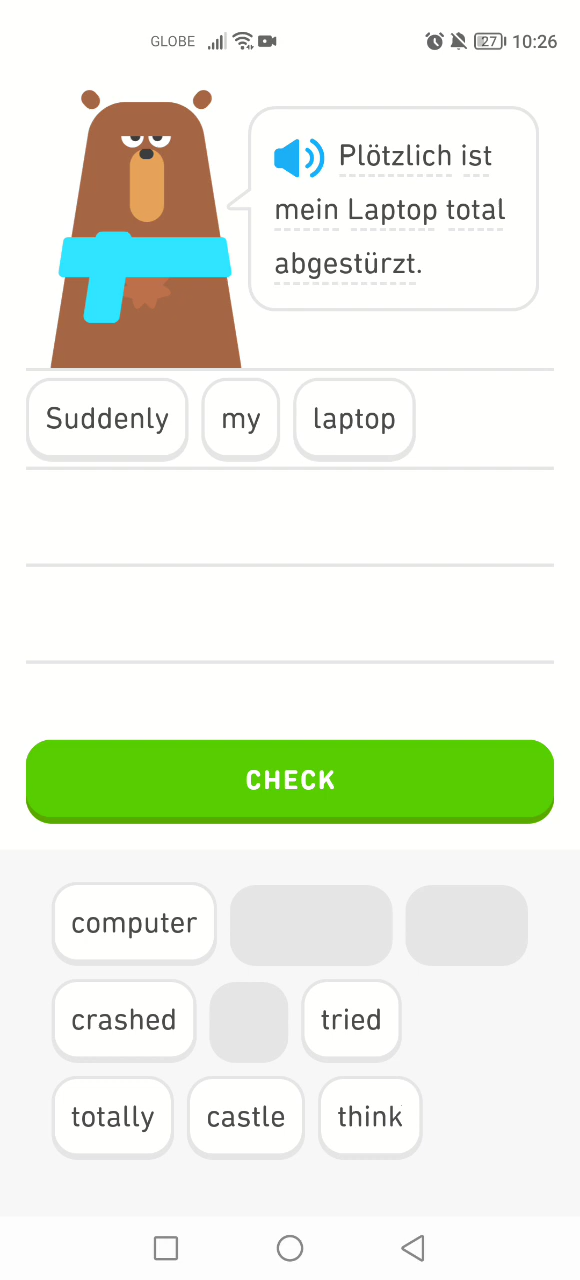 GLOBE 27 10:26
Plötzlich ist
mein Laptop total
abgestürzt.
Suddenly my laptop
CHECK
computer
crashed tried
totally castle think